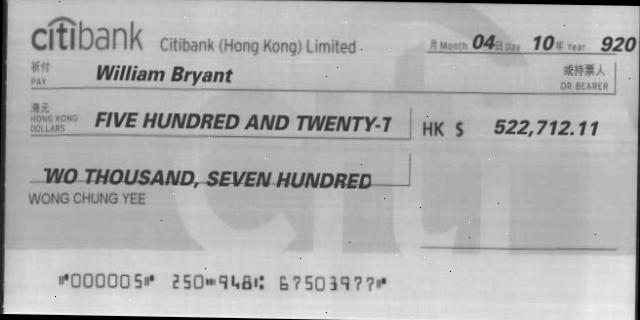 citibank Citibank (Hong Kong) Limited
月 Month 04 日 Day 10 年 Year 920
祈付 PAY William Bryant 或持票人 OR BEARER
港元 HONG KONG DOLLARS FIVE HUNDRED AND TWENTY-T HK $ 522,712.11
WO THOUSAND, SEVEN HUNDRED
WONG CHUNG YEE
⑈000005⑈ 250⑉948⑆ 67503977⑈